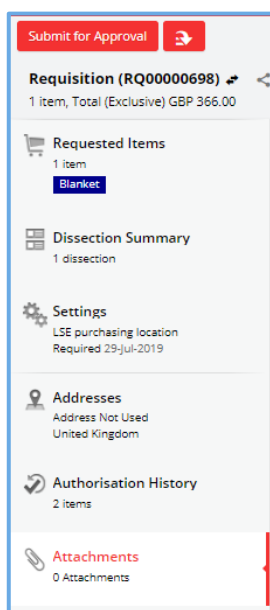 Submit for Approval
Requisition (RQ00000698)
1 item, Total (Exclusive) GBP 366.00
Requested Items
1 item
Blanket
Dissection Summary
1 dissection
Settings
LSE purchasing location
Required 29-Jul-2019
Addresses
Address Not Used
United Kingdom
Authorisation History
2 items
Attachments
0 Attachments